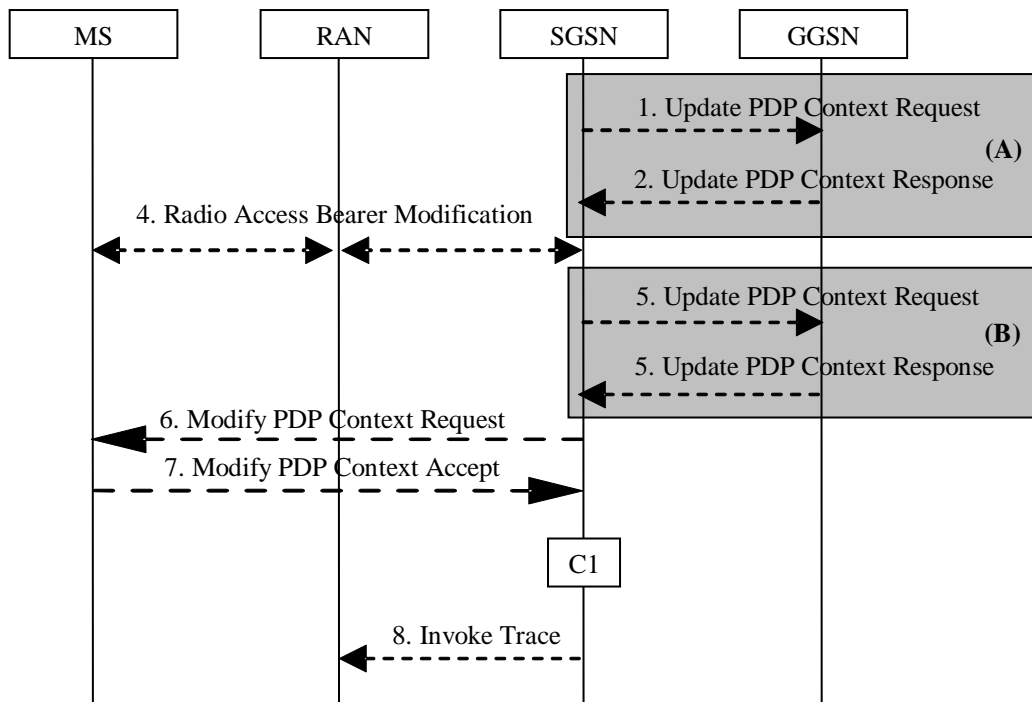 MS
RAN
SGSN
GGSN
1. Update PDP Context Request
(A)
2. Update PDP Context Response
4. Radio Access Bearer Modification
5. Update PDP Context Request
(B)
5. Update PDP Context Response
6. Modify PDP Context Request
7. Modify PDP Context Accept
C1
8. Invoke Trace